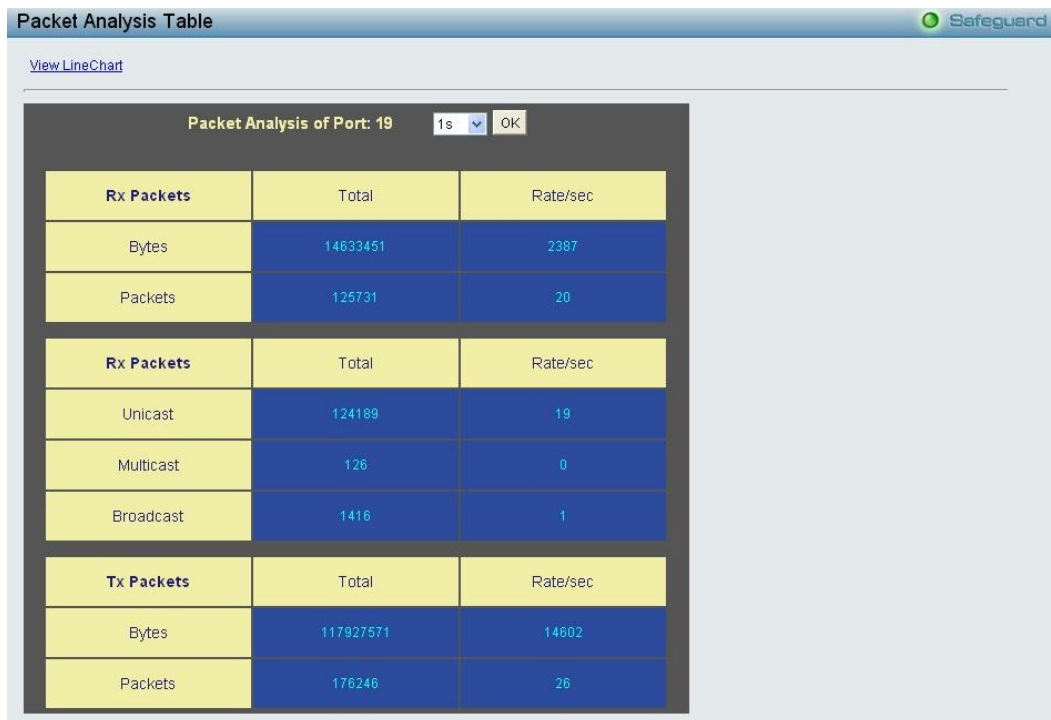 Packet Analysis Table
Safeguard
View LineChart
Packet Analysis of Port: 19 1s OK
Rx Packets Total Rate/sec
Bytes 14633451 2387
Packets 125731 20
Rx Packets Total Rate/sec
Unicast 124189 19
Multicast 126 0
Broadcast 1416 1
Tx Packets Total Rate/sec
Bytes 117927571 14602
Packets 176246 26